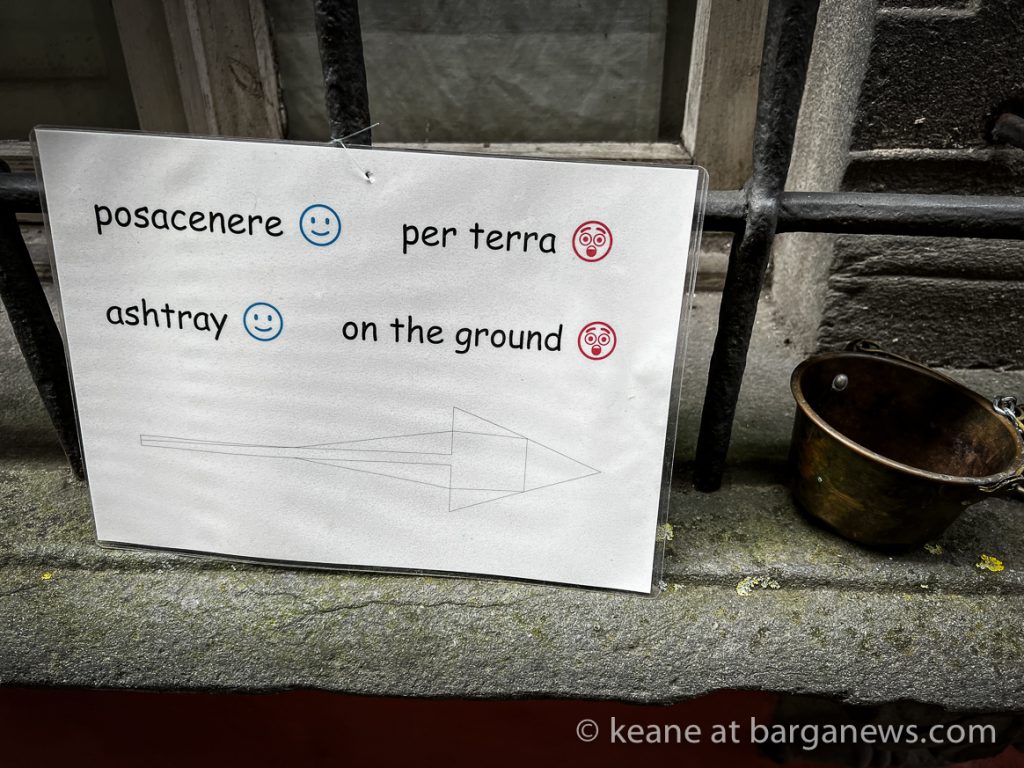 posacenere 🙂 per terra 😲
ashtray 🙂 on the ground 😲
© keane at barganews.com